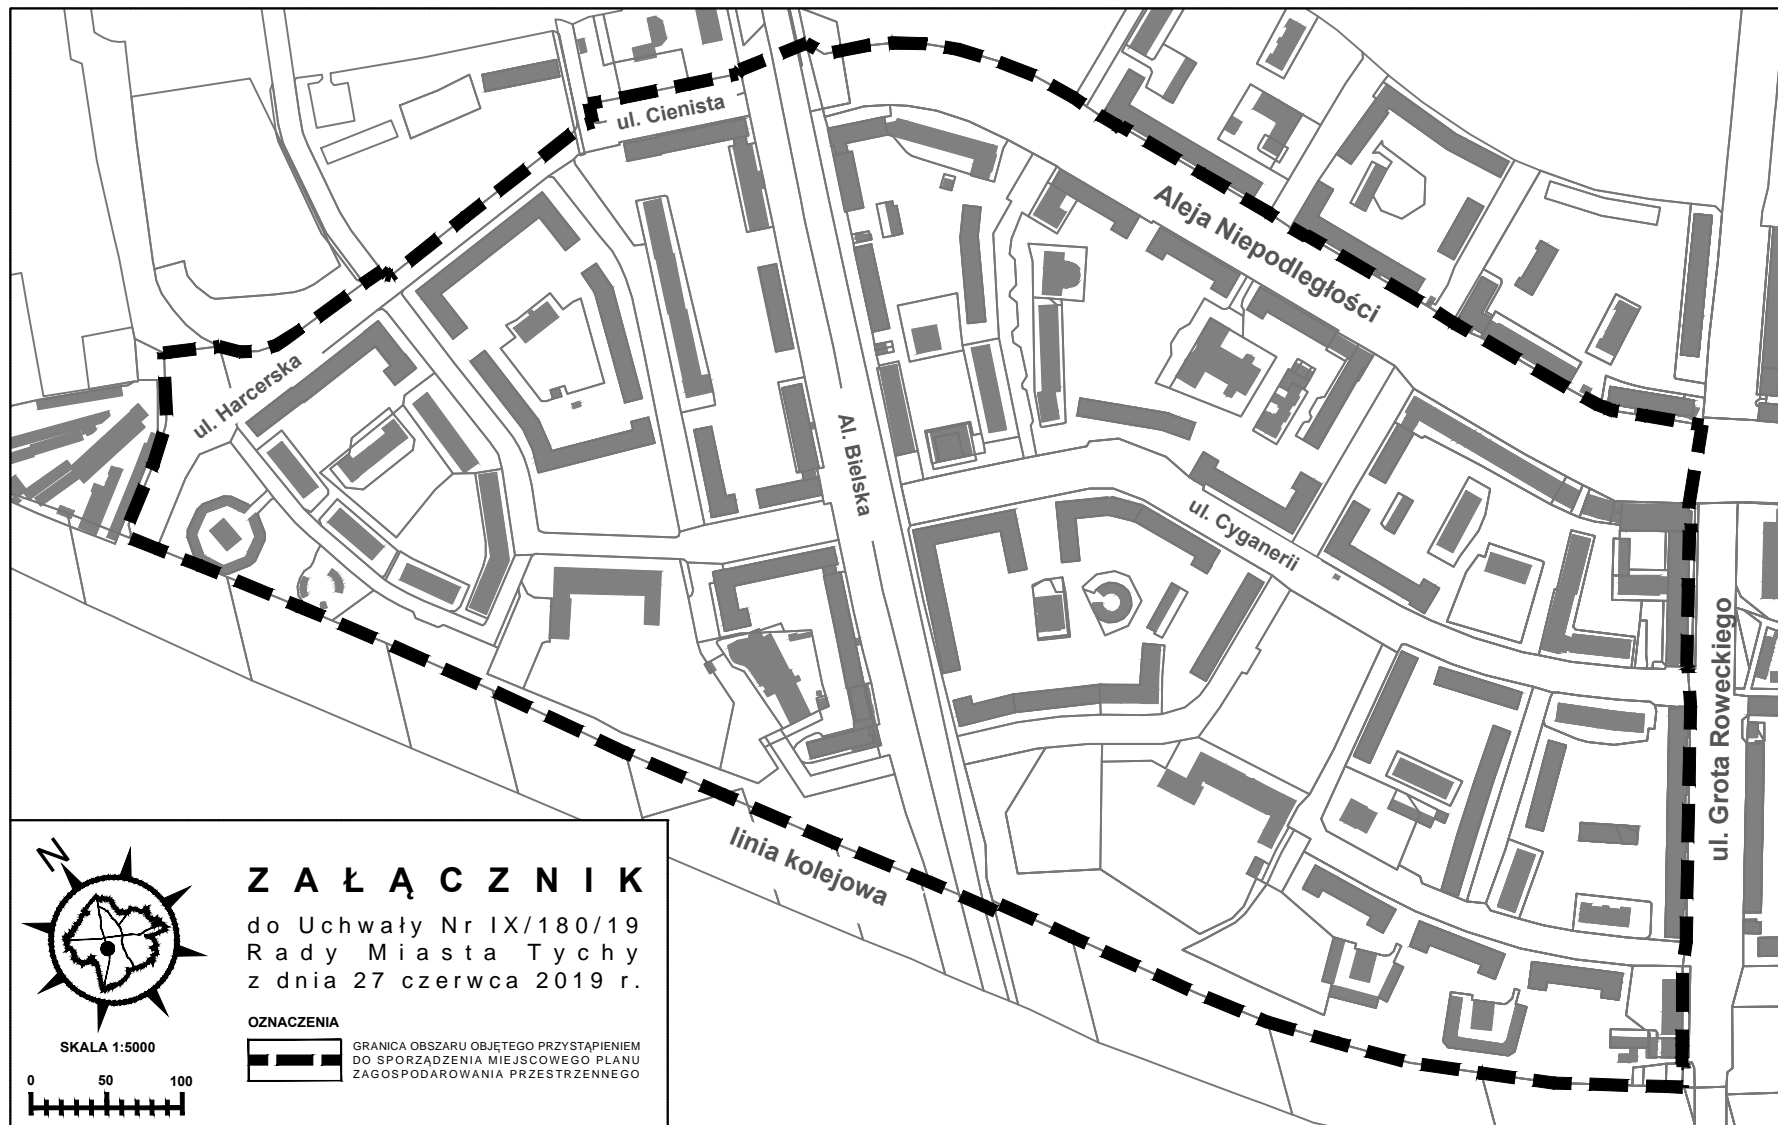 ul. Cienista
Aleja Niepodległości
ul. Harcerska
Al. Bielska
ul. Cyganerii
ul. Grota Roweckiego
linia kolejowa
N
ZAŁĄCZNIK
do Uchwały Nr IX/180/19
Rady Miasta Tychy
z dnia 27 czerwca 2019 r.
OZNACZENIA
GRANICA OBSZARU OBJĘTEGO PRZYSTĄPIENIEM
DO SPORZĄDZENIA MIEJSCOWEGO PLANU
ZAGOSPODAROWANIA PRZESTRZENNEGO
SKALA 1:5000
0 50 100